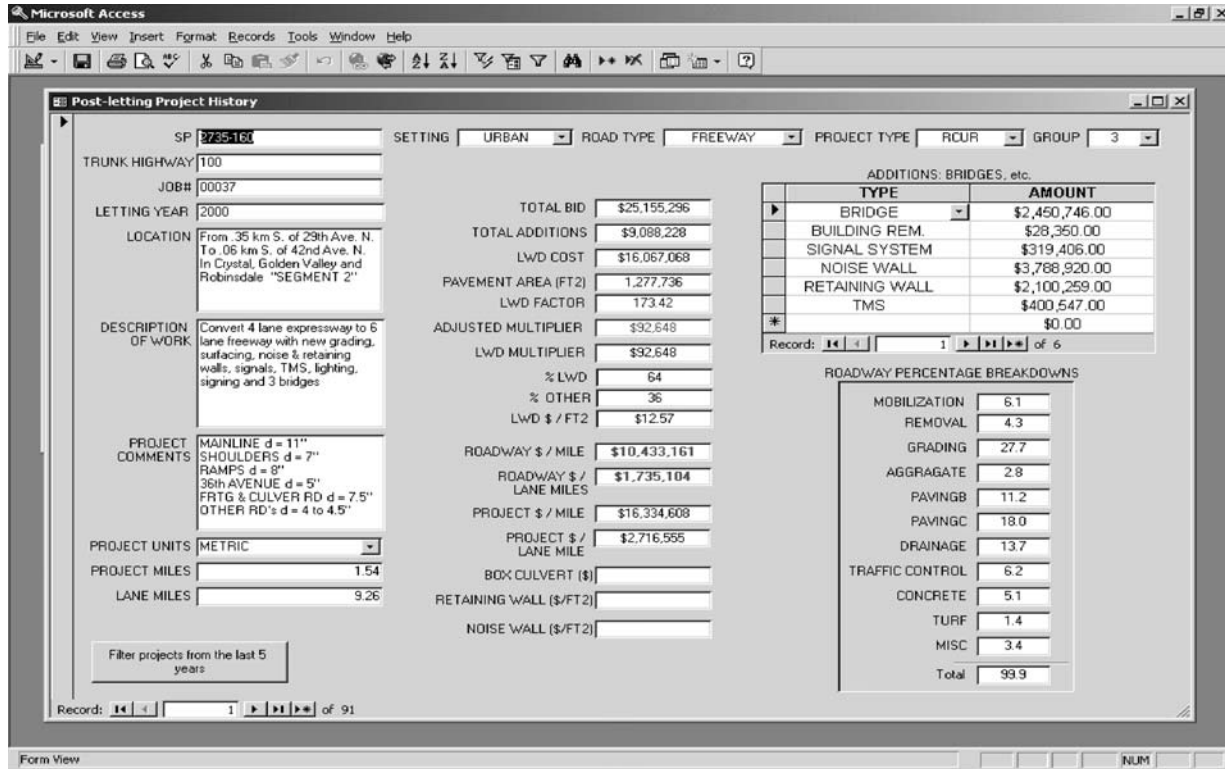 Microsoft Access
File Edit View Insert Format Records Tools Window Help
Post-letting Project History
SP 2735-160
SETTING URBAN ROAD TYPE FREEWAY PROJECT TYPE RCUR GROUP 3
TRUNK HIGHWAY 100
JOB# 00037
LETTING YEAR 2000
LOCATION From .35 km S. of 29th Ave. N.
To .06 km S. of 42nd Ave. N.
In Crystal, Golden Valley and
Robinsdale "SEGMENT 2"
DESCRIPTION OF WORK Convert 4 lane expressway to 6
lane freeway with new grading,
surfacing, noise & retaining
walls, signals, TMS, lighting,
signing and 3 bridges
PROJECT COMMENTS MAINLINE d = 11"
SHOULDERS d = 7"
RAMPS d = 8"
36th AVENUE d = 5"
FRTG & CULVER RD d = 7.5"
OTHER RD's d = 4 to 4.5"
PROJECT UNITS METRIC
PROJECT MILES 1.54
LANE MILES 9.26
Filter projects from the last 5
years
TOTAL BID $25,155,296
TOTAL ADDITIONS $9,088,228
LWD COST $16,067,068
PAVEMENT AREA (FT2) 1,277,736
LWD FACTOR 173.42
ADJUSTED MULTIPLIER $92,648
LWD MULTIPLIER $92,648
% LWD 64
% OTHER 36
LWD $ / FT2 $12.57
ROADWAY $ / MILE $10,433,161
ROADWAY $ /
LANE MILES $1,735,104
PROJECT $ / MILE $16,334,608
PROJECT $ /
LANE MILE $2,716,555
BOX CULVERT ($)
RETAINING WALL ($/FT2)
NOISE WALL ($/FT2)
ADDITIONS: BRIDGES, etc.
TYPE AMOUNT
BRIDGE $2,450,746.00
BUILDING REM. $28,350.00
SIGNAL SYSTEM $319,406.00
NOISE WALL $3,788,920.00
RETAINING WALL $2,100,259.00
TMS $400,547.00
$0.00
Record: 1 of 6
ROADWAY PERCENTAGE BREAKDOWNS
MOBILIZATION 6.1
REMOVAL 4.3
GRADING 27.7
AGGRAGATE 2.8
PAVINGB 11.2
PAVINGC 18.0
DRAINAGE 13.7
TRAFFIC CONTROL 6.2
CONCRETE 5.1
TURF 1.4
MISC 3.4
Total 99.9
Record: 1 of 91
Form View NUM